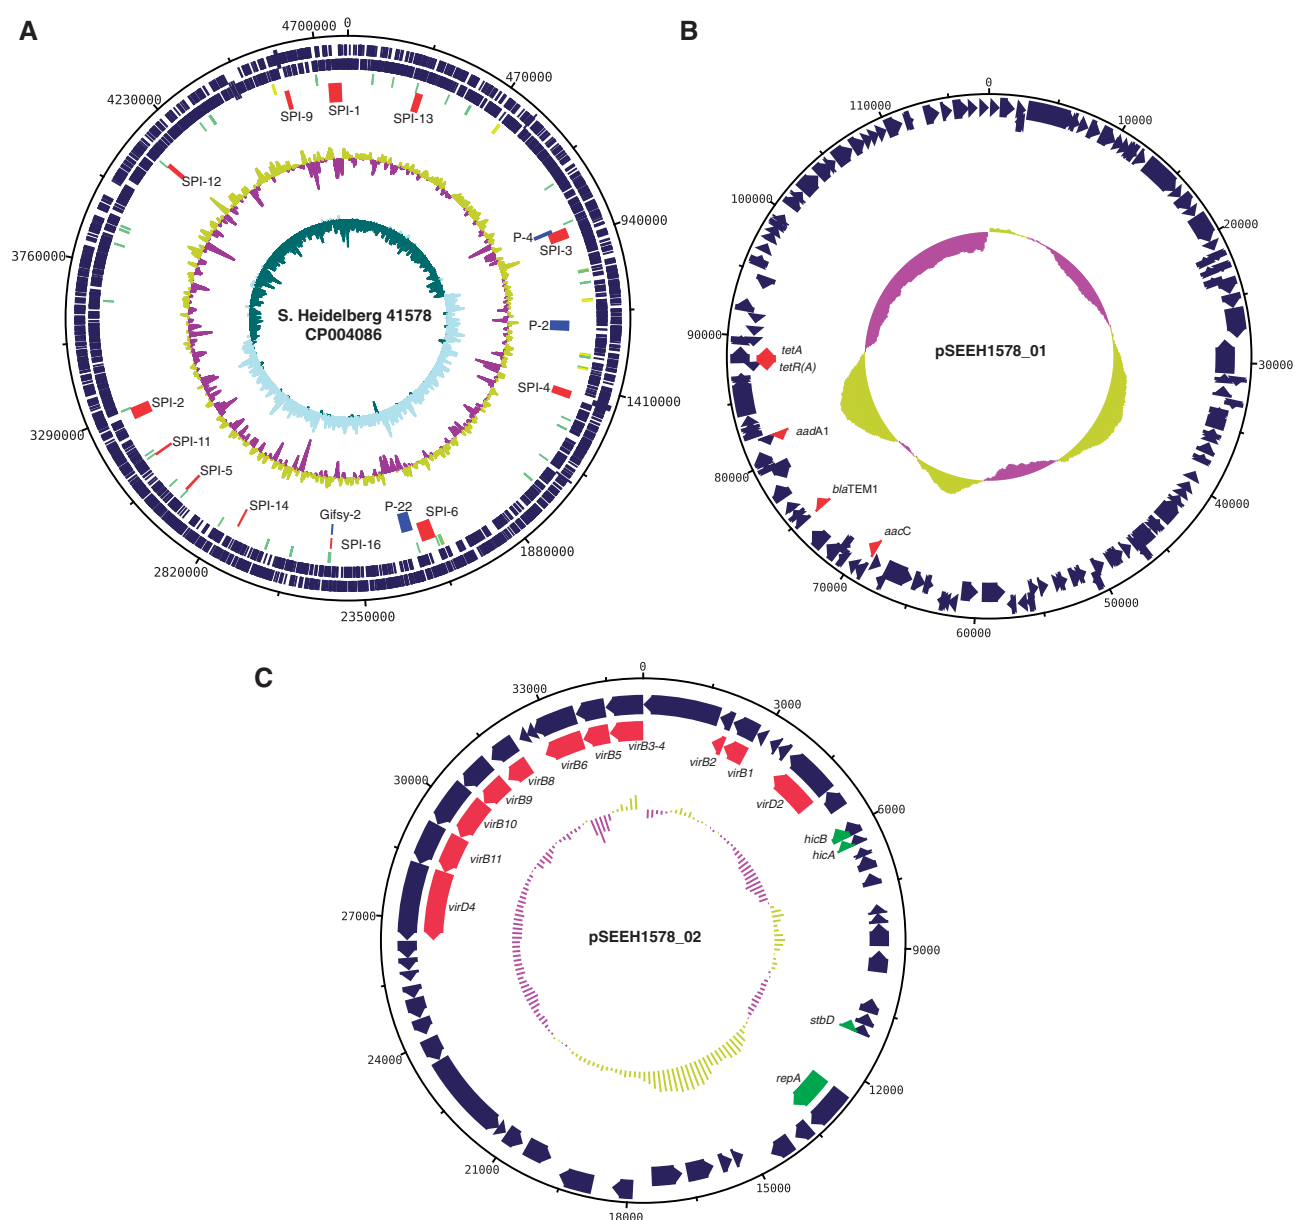 A
4700000
0
470000
940000
1410000
1880000
2350000
2820000
3290000
3760000
4230000
SPI-9
SPI-1
SPI-13
SPI-12
P-4
SPI-3
P-2
SPI-4
SPI-6
P-22
Gifsy-2
SPI-16
SPI-14
SPI-5
SPI-11
SPI-2
S. Heidelberg 41578
CP004086
B
0
10000
20000
30000
40000
50000
60000
70000
80000
90000
100000
110000
tetA
tetR(A)
aadA1
blaTEM1
aacC
pSEEH1578_01
C
0
3000
6000
9000
12000
15000
18000
21000
24000
27000
30000
33000
virB3-4
virB5
virB6
virB8
virB9
virB10
virB11
virD4
virB2
virB1
virD2
hicB
hicA
stbD
repA
pSEEH1578_02